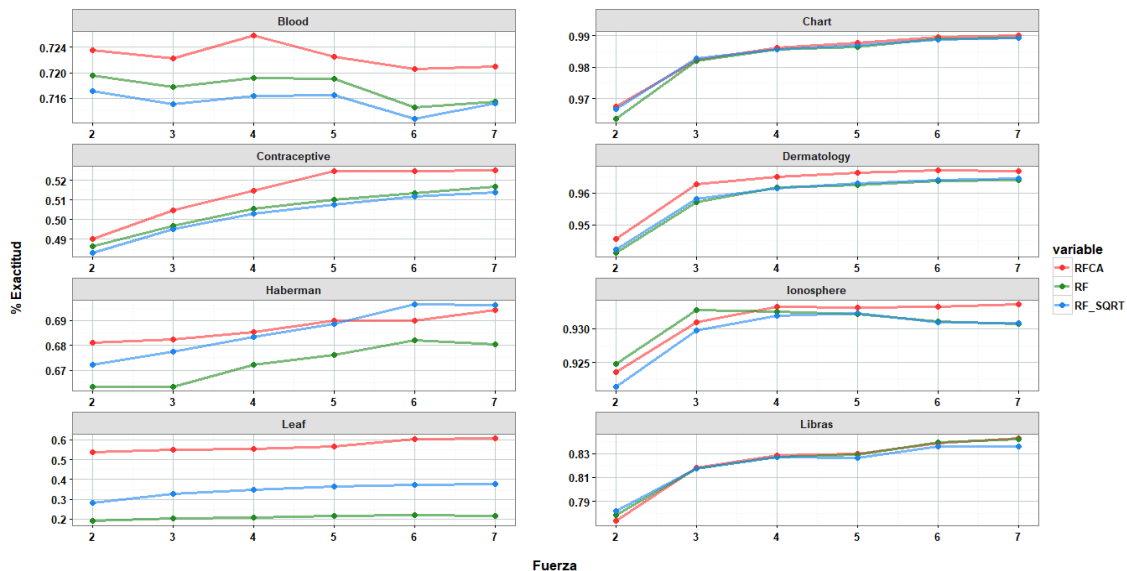 Blood
0.724
0.720
0.716
2 3 4 5 6 7
Chart
0.99
0.98
0.97
2 3 4 5 6 7
Contraceptive
0.52
0.51
0.50
0.49
2 3 4 5 6 7
Dermatology
0.96
0.95
2 3 4 5 6 7
Haberman
0.69
0.68
0.67
2 3 4 5 6 7
Ionosphere
0.930
0.925
2 3 4 5 6 7
Leaf
0.6
0.5
0.4
0.3
0.2
2 3 4 5 6 7
Libras
0.83
0.81
0.79
2 3 4 5 6 7
% Exactitud
Fuerza
variable
RFCA
RF
RF_SQRT